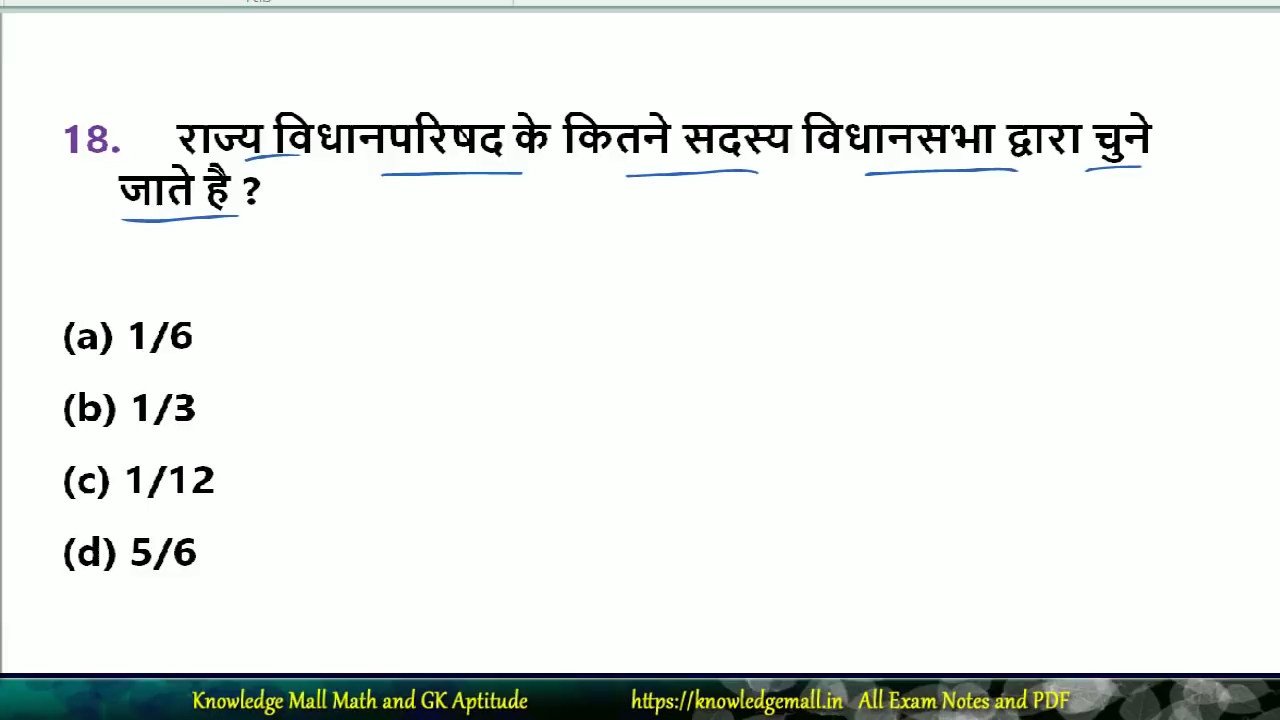 18. राज्य विधानपरिषद के कितने सदस्य विधानसभा द्वारा चुने
जाते है ?
(a) 1/6
(b) 1/3
(c) 1/12
(d) 5/6
Knowledge Mall Math and GK Aptitude https://knowledgemall.in All Exam Notes and PDF